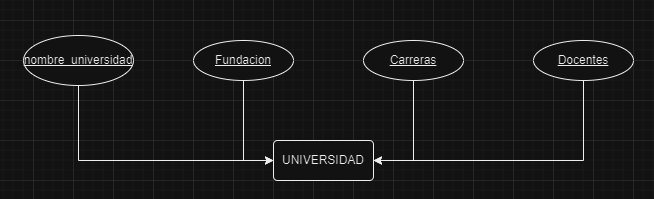 nombre_universidad
Fundacion
Carreras
Docentes
UNIVERSIDAD